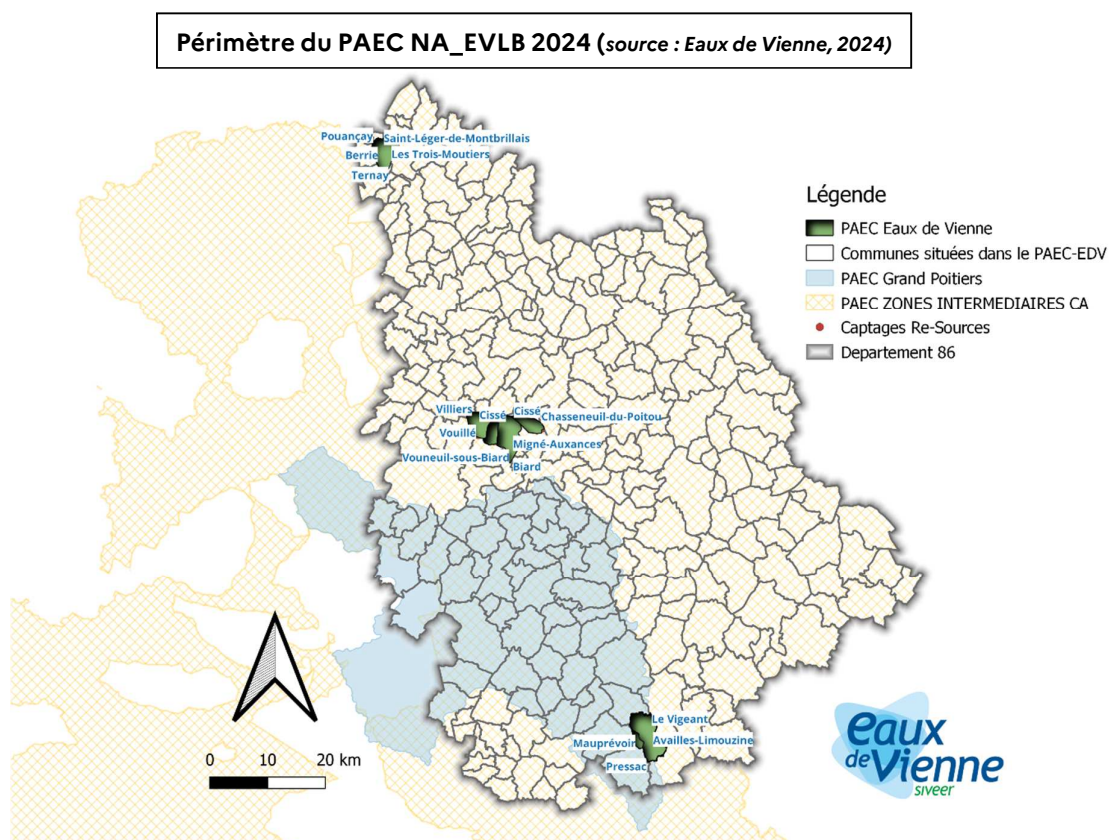 Périmètre du PAEC NA_EVLB 2024 (source : Eaux de Vienne, 2024)
Pouançay
Saint-Léger-de-Montbrillais
Berrie
Les Trois-Moutiers
Ternay
Légende
PAEC Eaux de Vienne
Communes situées dans le PAEC-EDV
PAEC Grand Poitiers
PAEC ZONES INTERMEDIAIRES CA
Captages Re-Sources
Departement 86
Villiers
Cissé
Cissé
Chasseneuil-du-Poitou
Vouillé
Migné-Auxances
Vouneuil-sous-Biard
Biard
Le Vigeant
Mauprévoir
Availles-Limouzine
Pressac
0 10 20 km
eaux
de Vienne
SIVEER